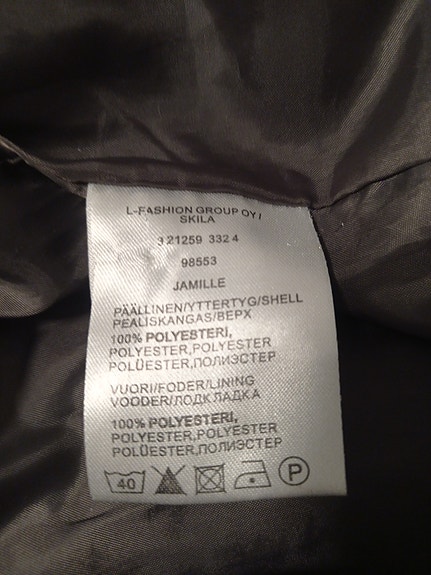 L-FASHION GROUP OY /
SKILA
3 21259 332 4
98553
JAMILLE
PÄÄLLINEN/YTTERTYG/SHELL
PEALISKANGAS/ВЕРХ
100% POLYESTERI,
POLYESTER,POLYESTER
POLÜESTER,ПОЛИЭСТЕР
VUORI/FODER/LINING
VOODER/ПОДКЛАДКА
100% POLYESTERI,
POLYESTER,POLYESTER
POLÜESTER,ПОЛИЭСТЕР
40 P